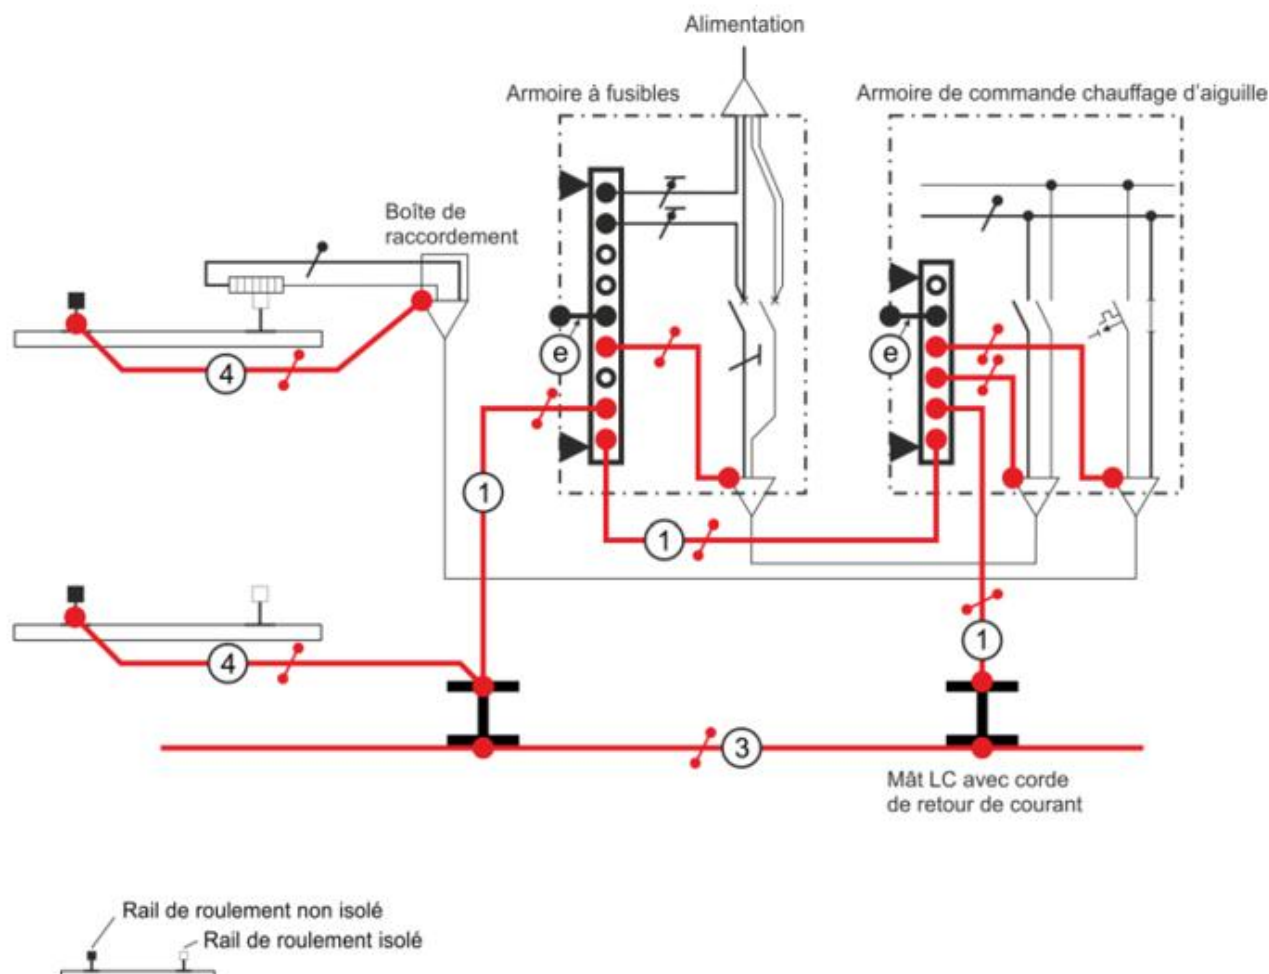 Alimentation
Armoire à fusibles
Armoire de commande chauffage d'aiguille
Boîte de
raccordement
e
e
4
1
1
4
1
3
Mât LC avec corde
de retour de courant
Rail de roulement non isolé
Rail de roulement isolé